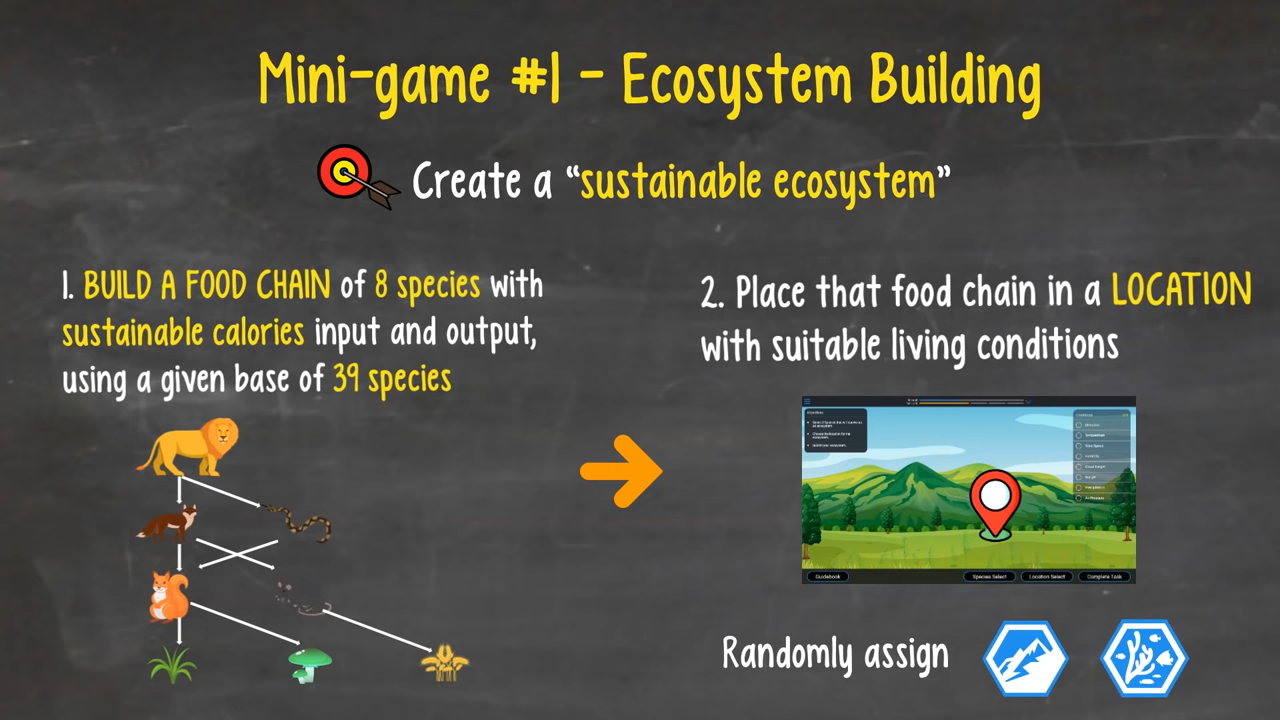 Mini-game #1 - Ecosystem Building
Create a “sustainable ecosystem”
1. BUILD A FOOD CHAIN of 8 species with
sustainable calories input and output,
using a given base of 39 species
2. Place that food chain in a LOCATION
with suitable living conditions
Guidebook
Species Select
Location Select
Complete Task
Randomly assign